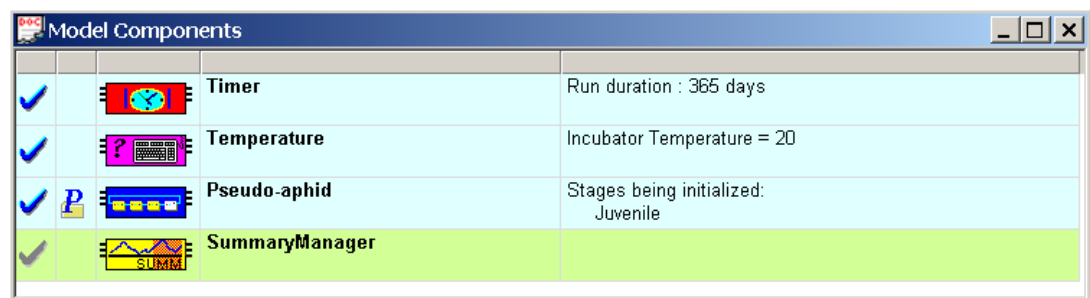 DOC Model Components
Timer Run duration : 365 days
? Temperature Incubator Temperature = 20
P Pseudo-aphid Stages being initialized:
Juvenile
SUMM SummaryManager